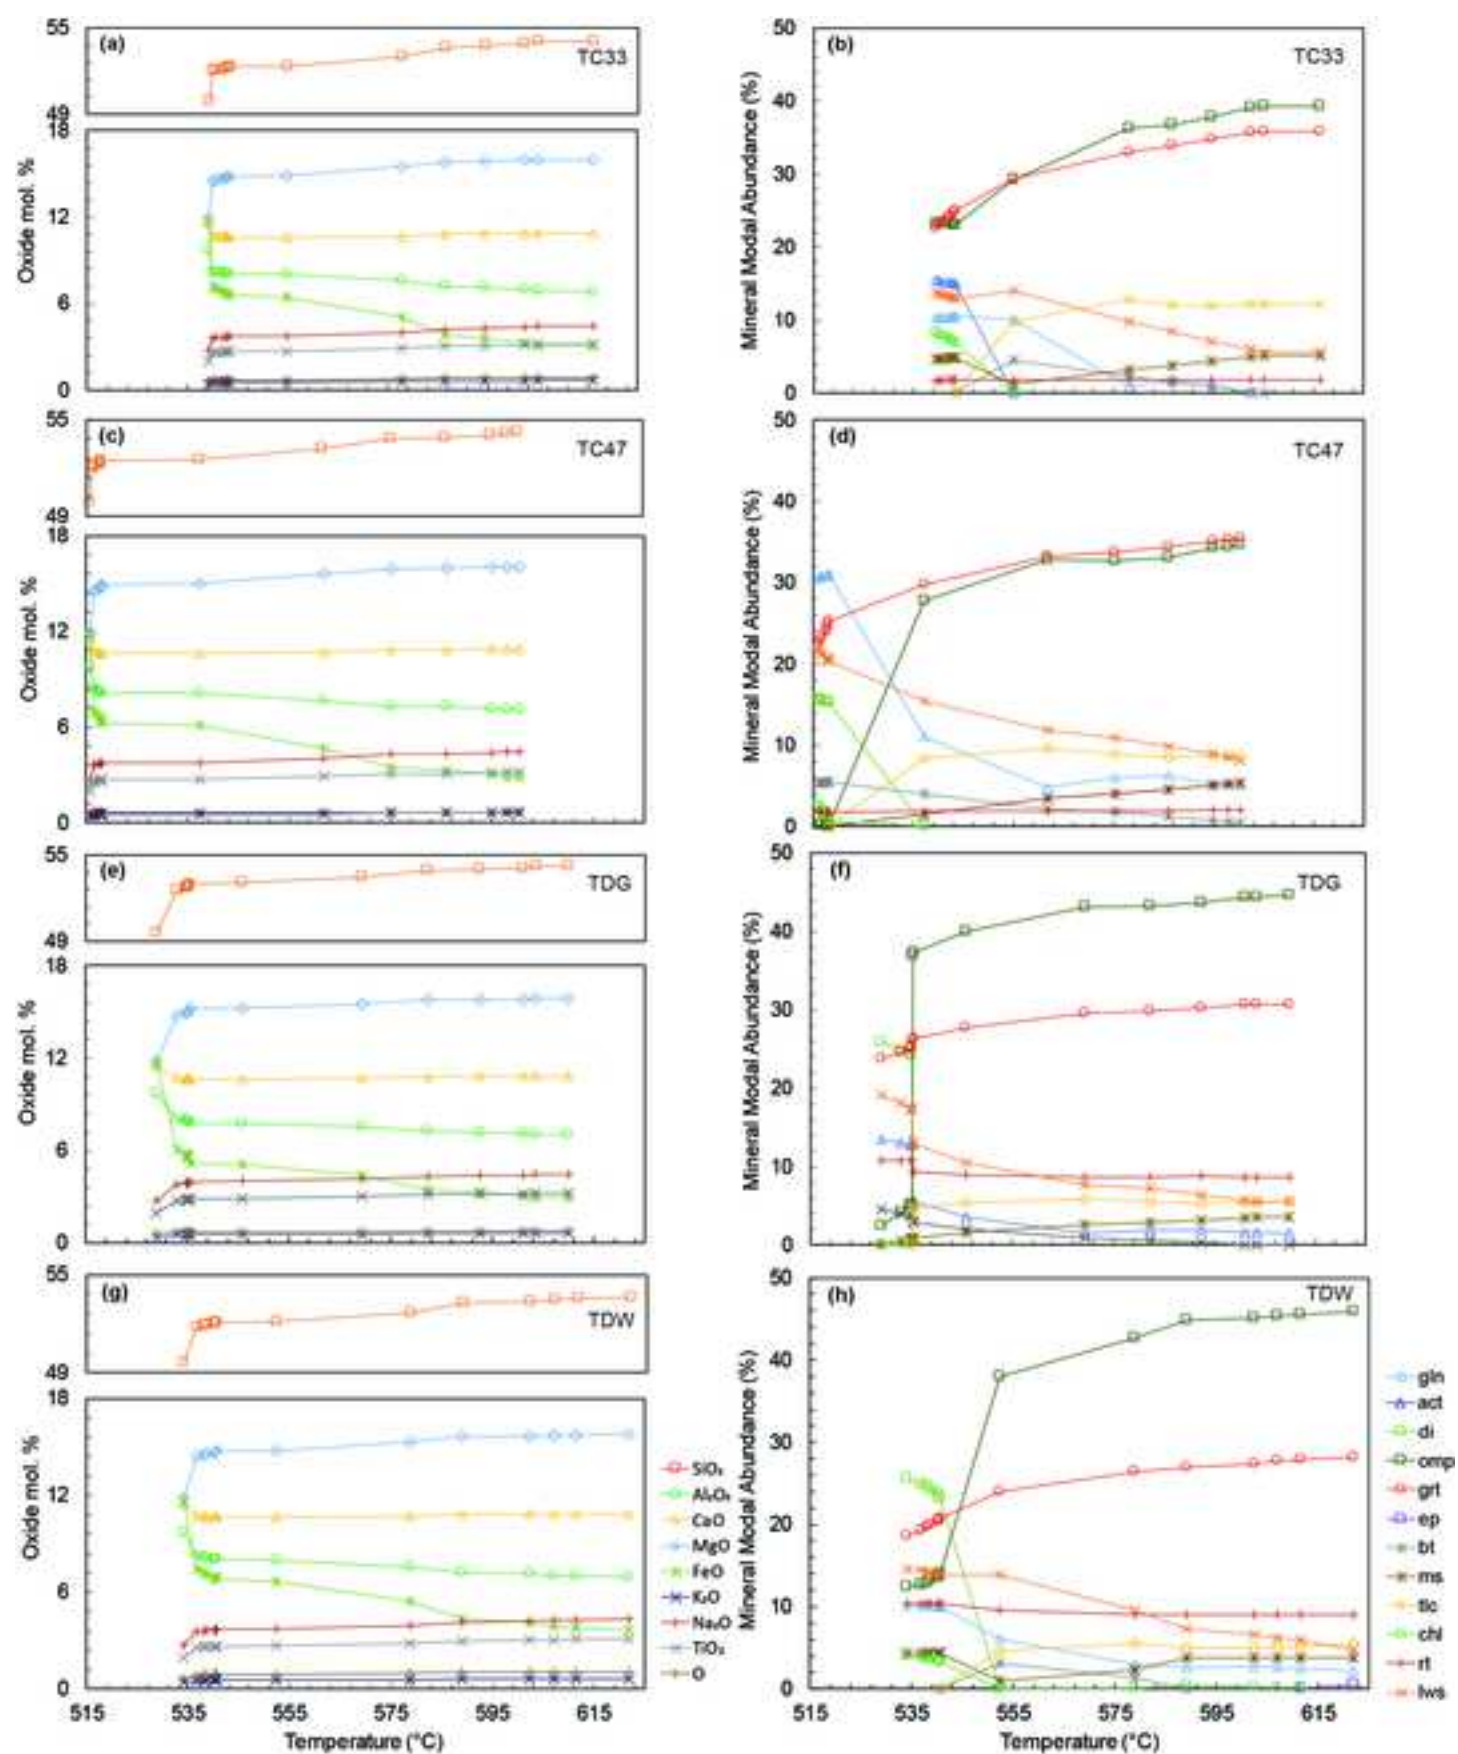 (a)
TC33
55
49
18
12
6
0
Oxide mol. %
(b)
TC33
50
40
30
20
10
0
Mineral Modal Abundance (%)
(c)
TC47
55
49
18
12
6
0
Oxide mol. %
(d)
TC47
50
40
30
20
10
0
Mineral Modal Abundance (%)
(e)
TDG
55
49
18
12
6
0
Oxide mol. %
(f)
TDG
50
40
30
20
10
0
Mineral Modal Abundance (%)
(g)
TDW
55
49
18
12
6
0
Oxide mol. %
515 535 555 575 595 615
Temperature (°C)
SiO₂
Al₂O₃
CaO
MgO
FeO
K₂O
Na₂O
TiO₂
O
(h)
TDW
50
40
30
20
10
0
Mineral Modal Abundance (%)
515 535 555 575 595 615
Temperature (°C)
gln
act
di
omp
grt
ep
bt
ms
tlc
chl
rt
lws